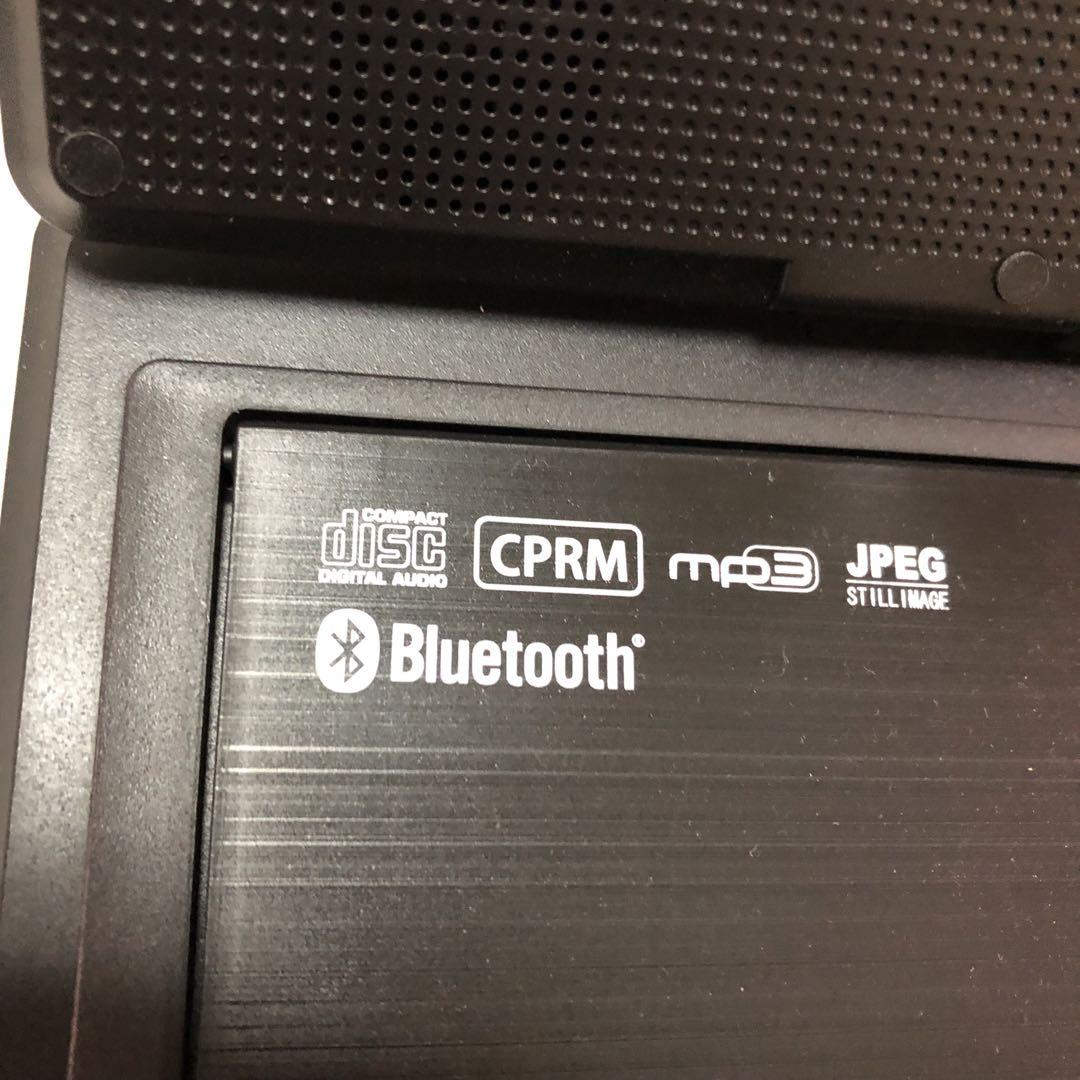 COMPACT
disc
DIGITAL AUDIO
CPRM
mp3
JPEG
STILL IMAGE
Bluetooth®